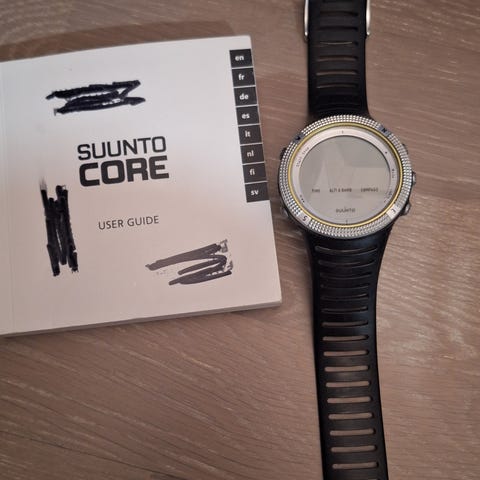 en
fr
de
es
it
nl
fi
sv
SUUNTO
CORE
USER GUIDE
TIME ALTI & BARO COMPASS
SUUNTO